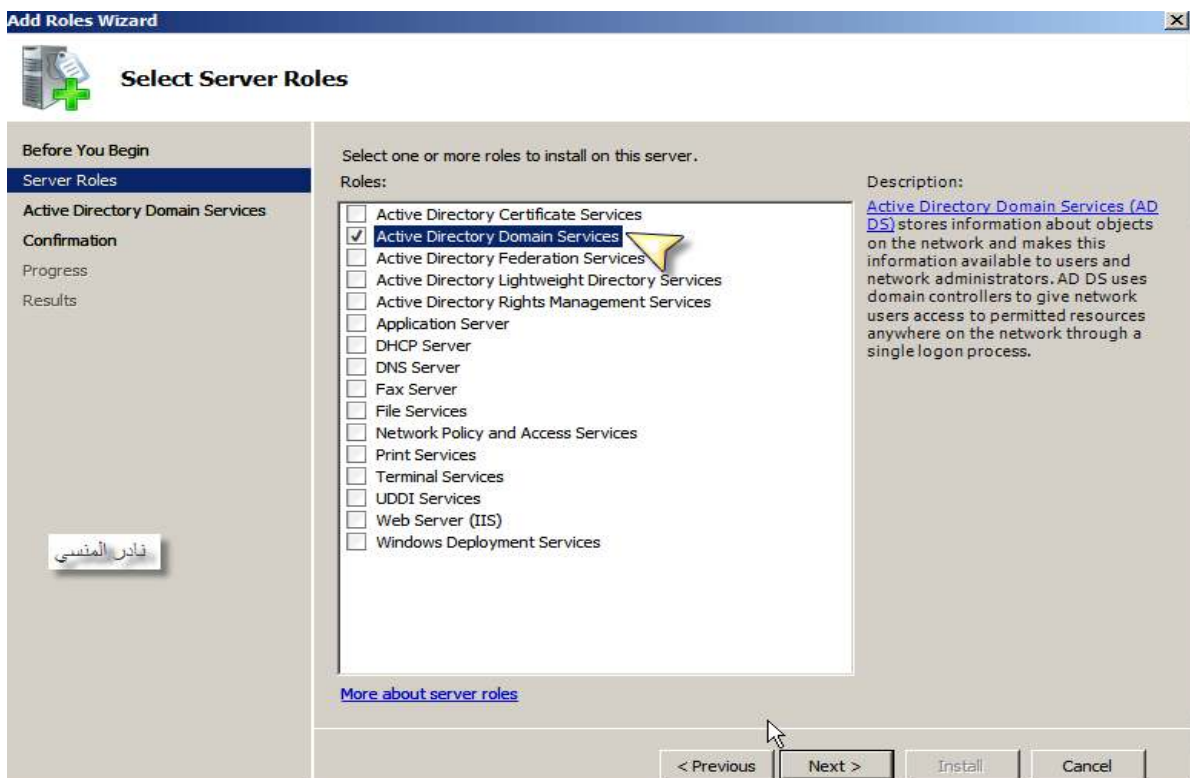 Add Roles Wizard
Select Server Roles
Before You Begin
Server Roles
Active Directory Domain Services
Confirmation
Progress
Results
نادر المنسي
Select one or more roles to install on this server.
Roles:
Active Directory Certificate Services
Active Directory Domain Services
Active Directory Federation Services
Active Directory Lightweight Directory Services
Active Directory Rights Management Services
Application Server
DHCP Server
DNS Server
Fax Server
File Services
Network Policy and Access Services
Print Services
Terminal Services
UDDI Services
Web Server (IIS)
Windows Deployment Services
More about server roles
Description:
Active Directory Domain Services (AD
DS) stores information about objects
on the network and makes this
information available to users and
network administrators. AD DS uses
domain controllers to give network
users access to permitted resources
anywhere on the network through a
single logon process.
< Previous
Next >
Install
Cancel